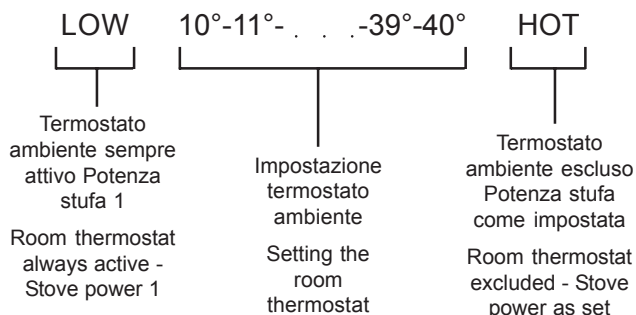 LOW 10°-11°- . . .-39°-40° HOT
Termostato
ambiente sempre
attivo Potenza
stufa 1
Room thermostat
always active -
Stove power 1
Impostazione
termostato
ambiente
Setting the
room
thermostat
Termostato
ambiente escluso
Potenza stufa
come impostata
Room thermostat
excluded - Stove
power as set